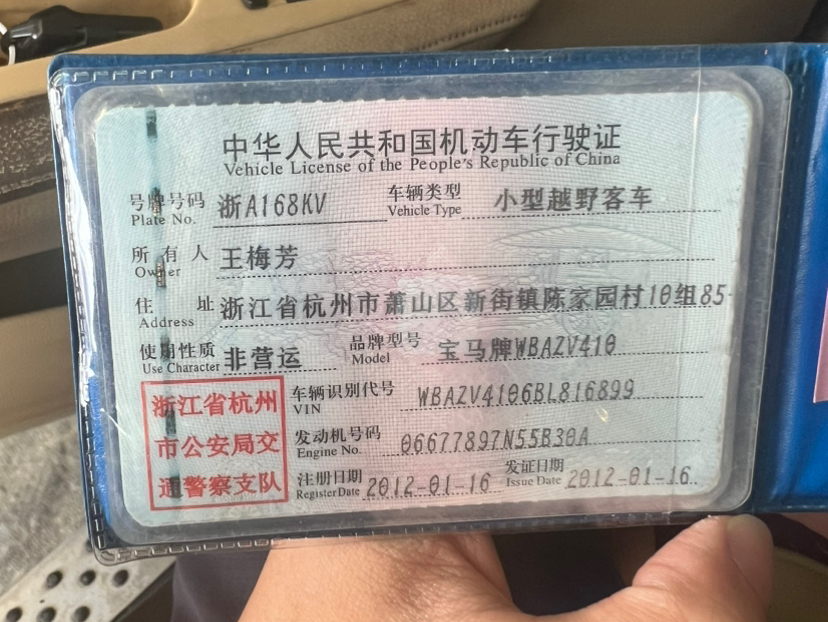 中华人民共和国机动车行驶证
Vehicle License of the People's Republic of China
号牌号码 浙A168KV 车辆类型 小型越野客车
Plate No. Vehicle Type
所有人 王梅芳
Owner
住址 浙江省杭州市萧山区新街镇陈家园村10组85-
Address
使用性质 非营运 品牌型号 宝马牌WBAZV410
Use Character Model
浙江省杭州
市公安局交
通警察支队
车辆识别代号 WBAZV4106BL816899
VIN
发动机号码 06677897N55B30A
Engine No.
注册日期 2012-01-16 发证日期 2012-01-16
Register Date Issue Date